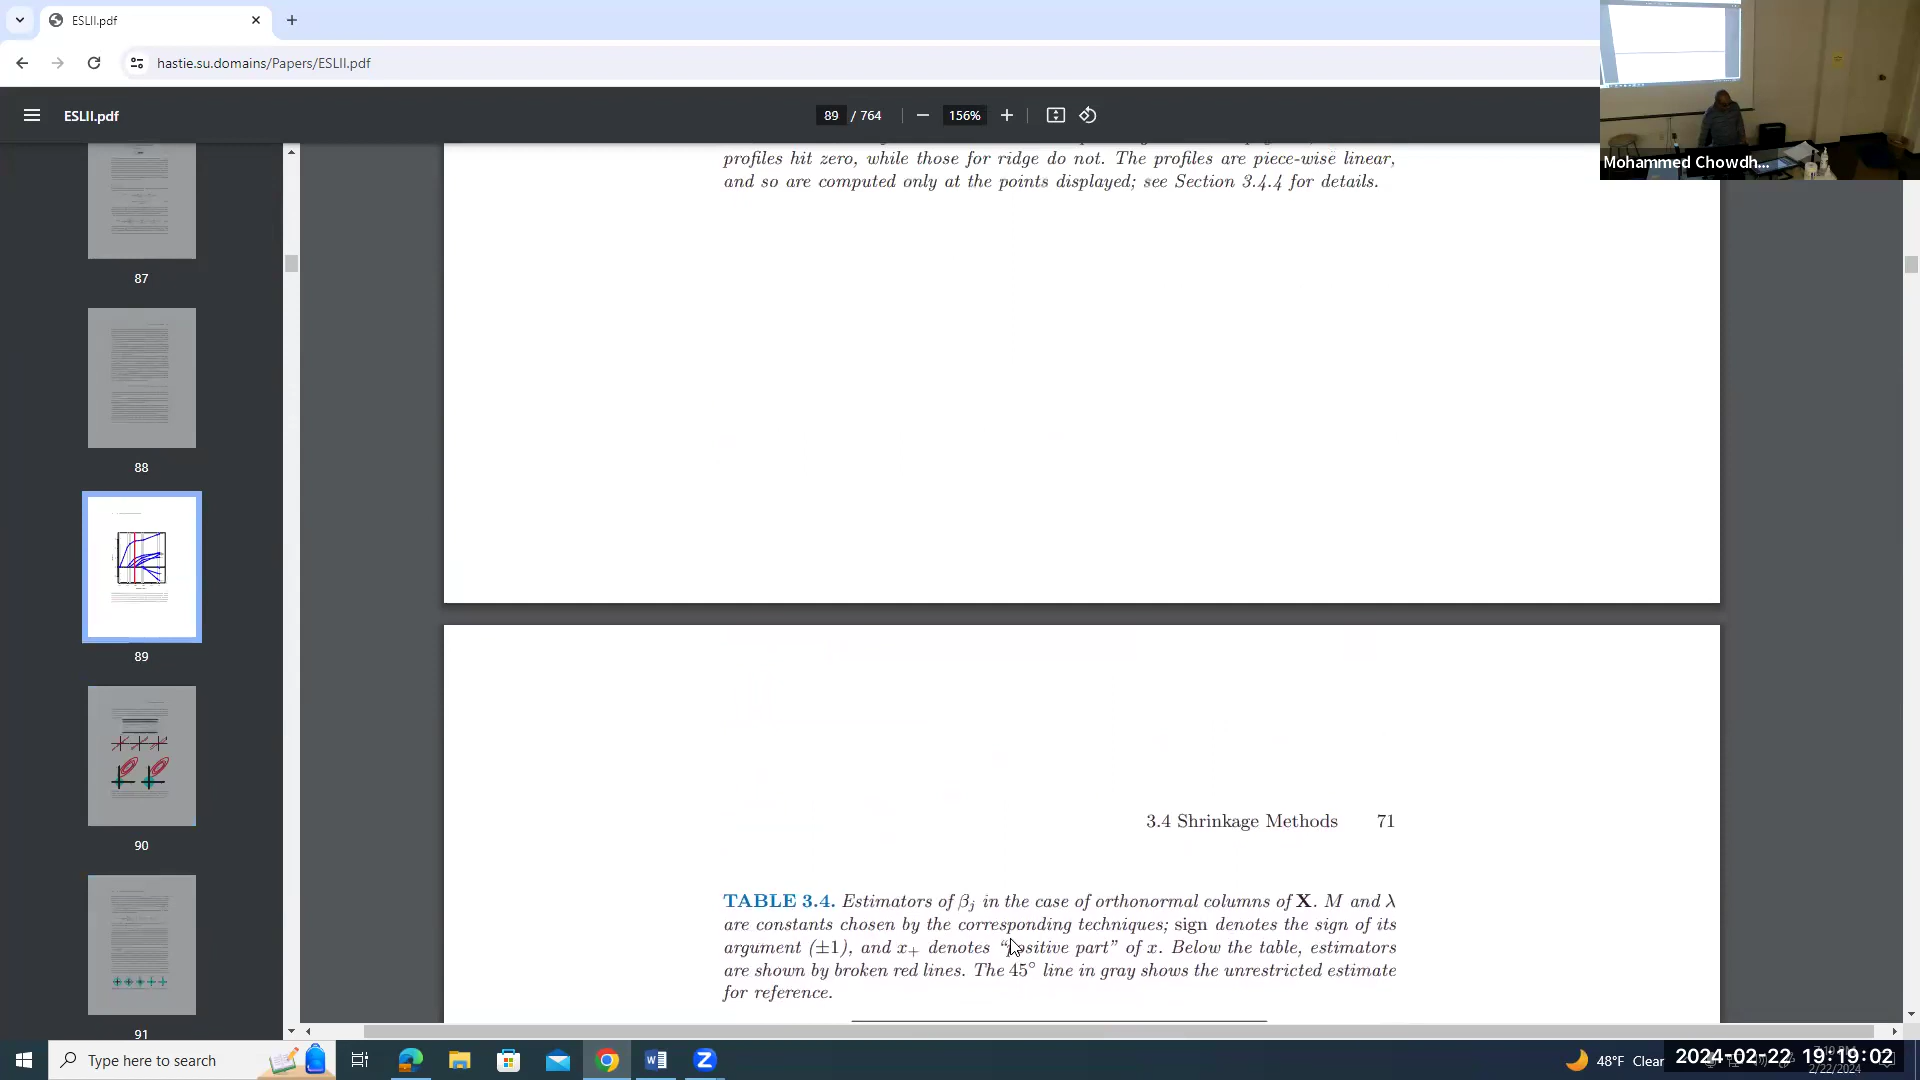 ESLII.pdf
hastie.su.domains/Papers/ESLII.pdf
ESLII.pdf
89 / 764
156%
Mohammed Chowdh...
profiles hit zero, while those for ridge do not. The profiles are piece-wise linear,
and so are computed only at the points displayed; see Section 3.4.4 for details.
87
88
89
90
91
3.4 Shrinkage Methods 71
TABLE 3.4. Estimators of βj in the case of orthonormal columns of X. M and λ
are constants chosen by the corresponding techniques; sign denotes the sign of its
argument (±1), and x+ denotes “positive part” of x. Below the table, estimators
are shown by broken red lines. The 45° line in gray shows the unrestricted estimate
for reference.
Type here to search
48°F Clear
2024-02-22 19:19:02
2/22/2024